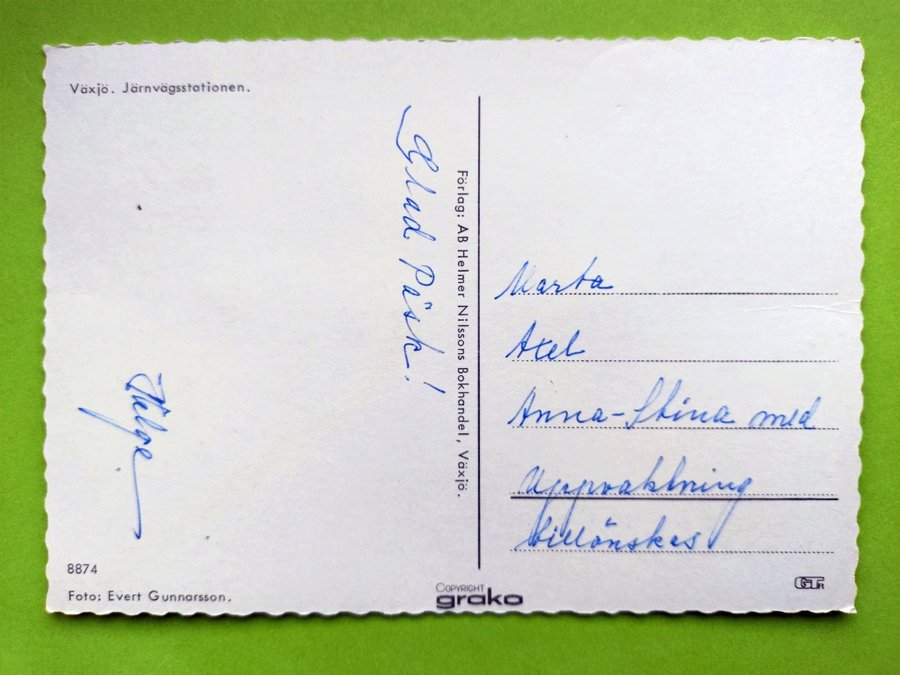 Växjö. Järnvägsstationen.
Glad Påsk!
Helge
8874
Foto: Evert Gunnarsson.
Förlag: AB Helmer Nilssons Bokhandel, Växjö.
COPYRIGHT
grako
Marta
Axel
Anna-Stina med
Uppvaktning
tillönskas